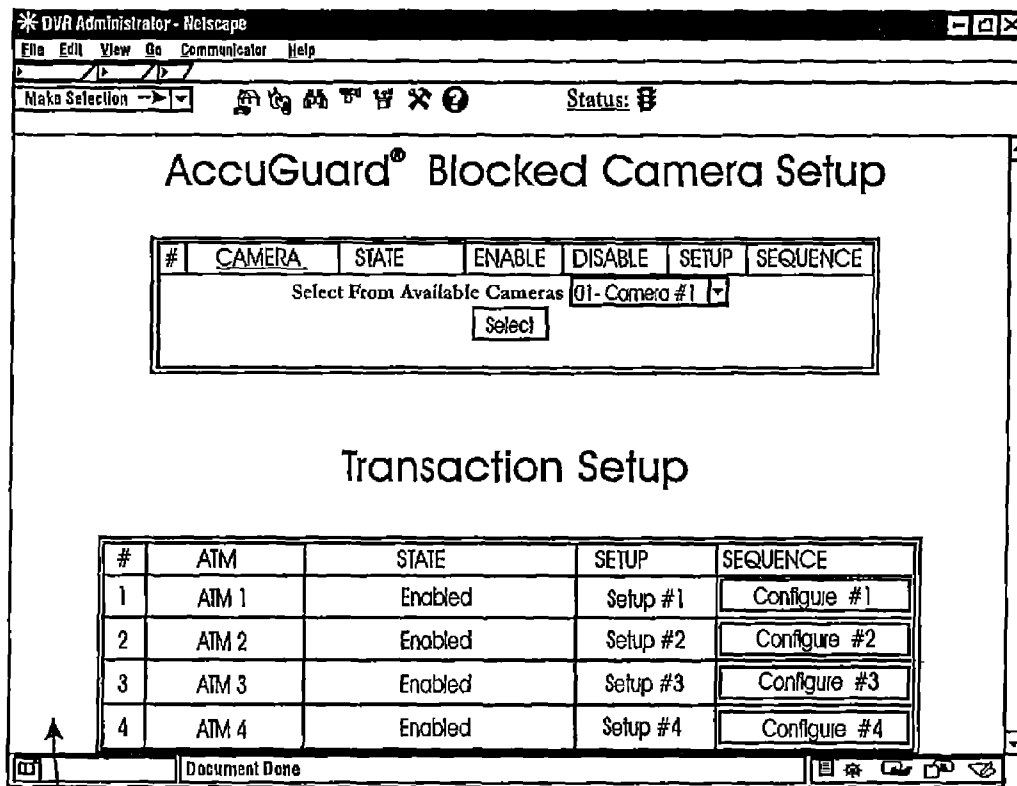 DVR Administrator - Netscape
File Edit View Go Communicator Help
Make Selection Status:
AccuGuard® Blocked Camera Setup
# CAMERA STATE ENABLE DISABLE SETUP SEQUENCE
Select From Available Cameras 01- Camera #1
Select
Transaction Setup
# ATM STATE SETUP SEQUENCE
1 ATM 1 Enabled Setup #1 Configure #1
2 ATM 2 Enabled Setup #2 Configure #2
3 ATM 3 Enabled Setup #3 Configure #3
4 ATM 4 Enabled Setup #4 Configure #4
Document Done